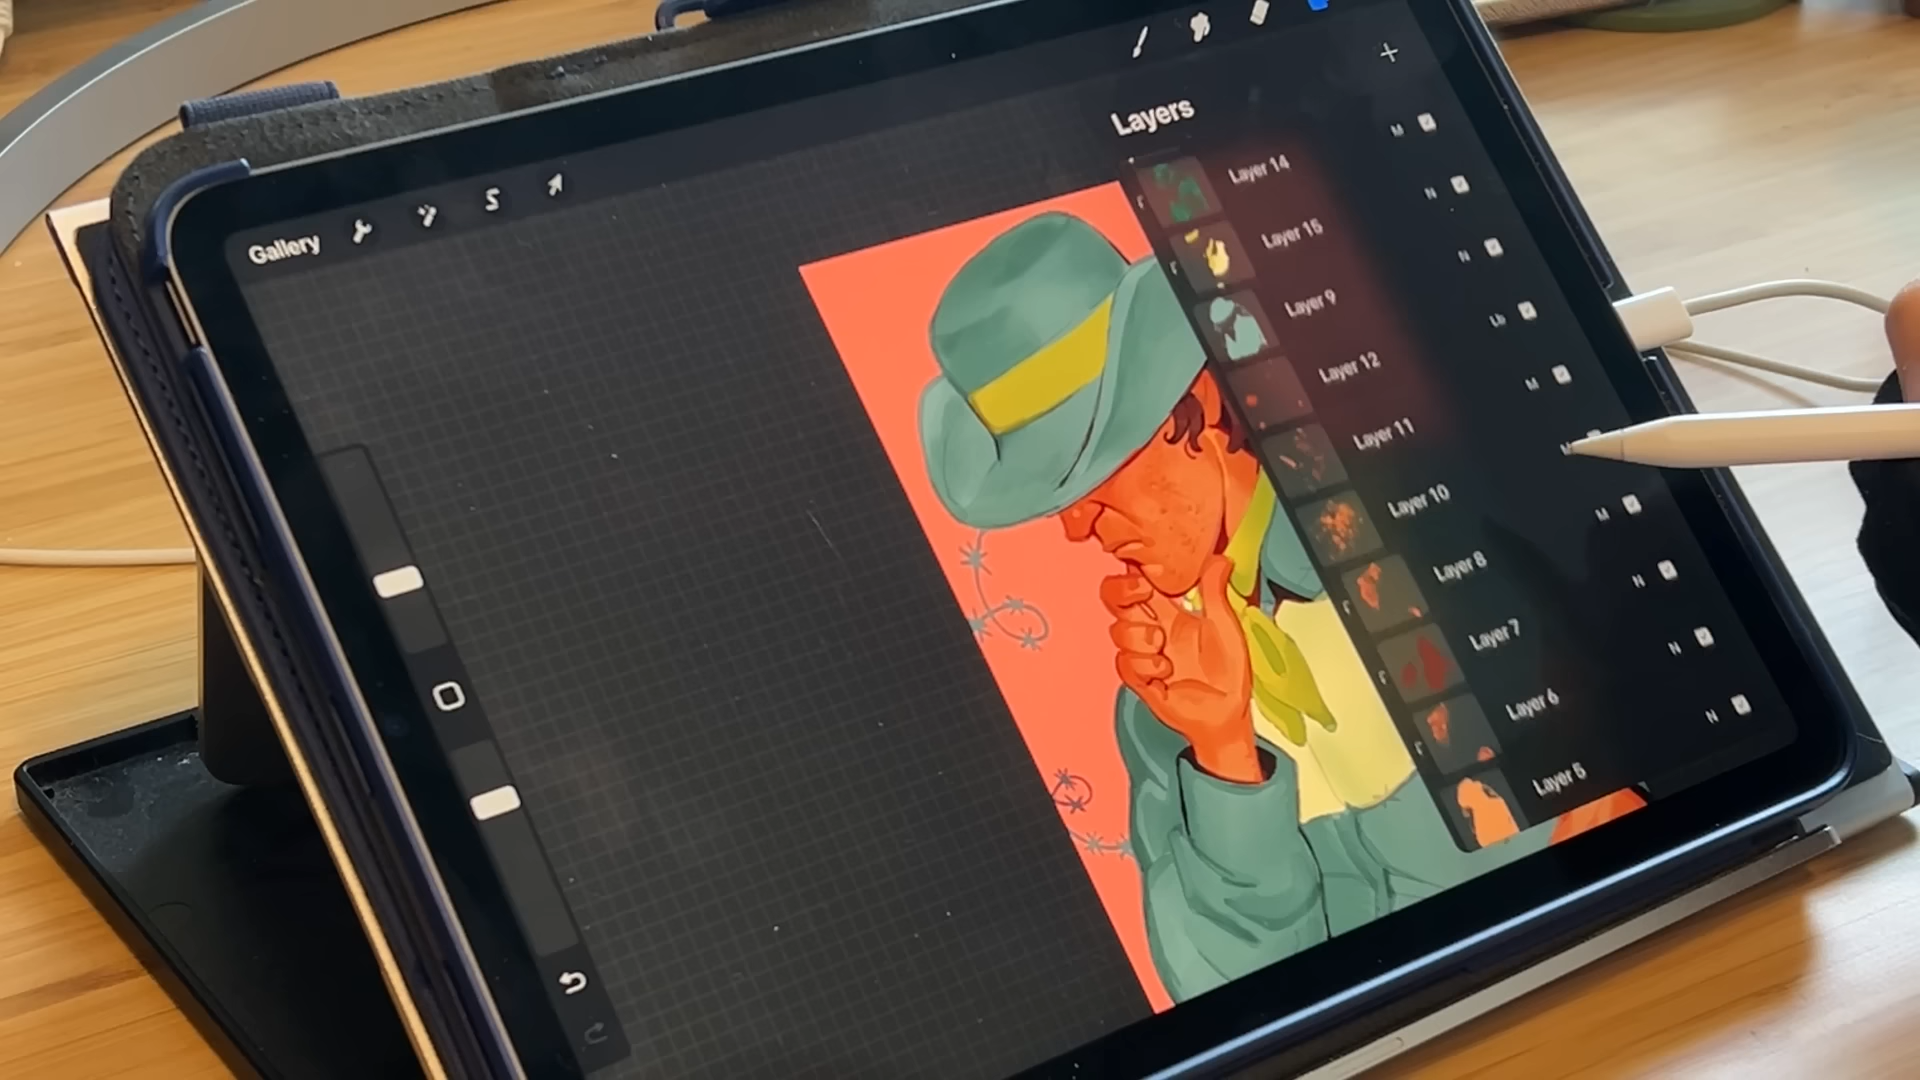 Gallery
Layers
Layer 14
M
Layer 15
N
Layer 9
N
Layer 12
Lb
Layer 11
M
Layer 10
Layer 8
M
Layer 7
N
Layer 6
N
Layer 5
N